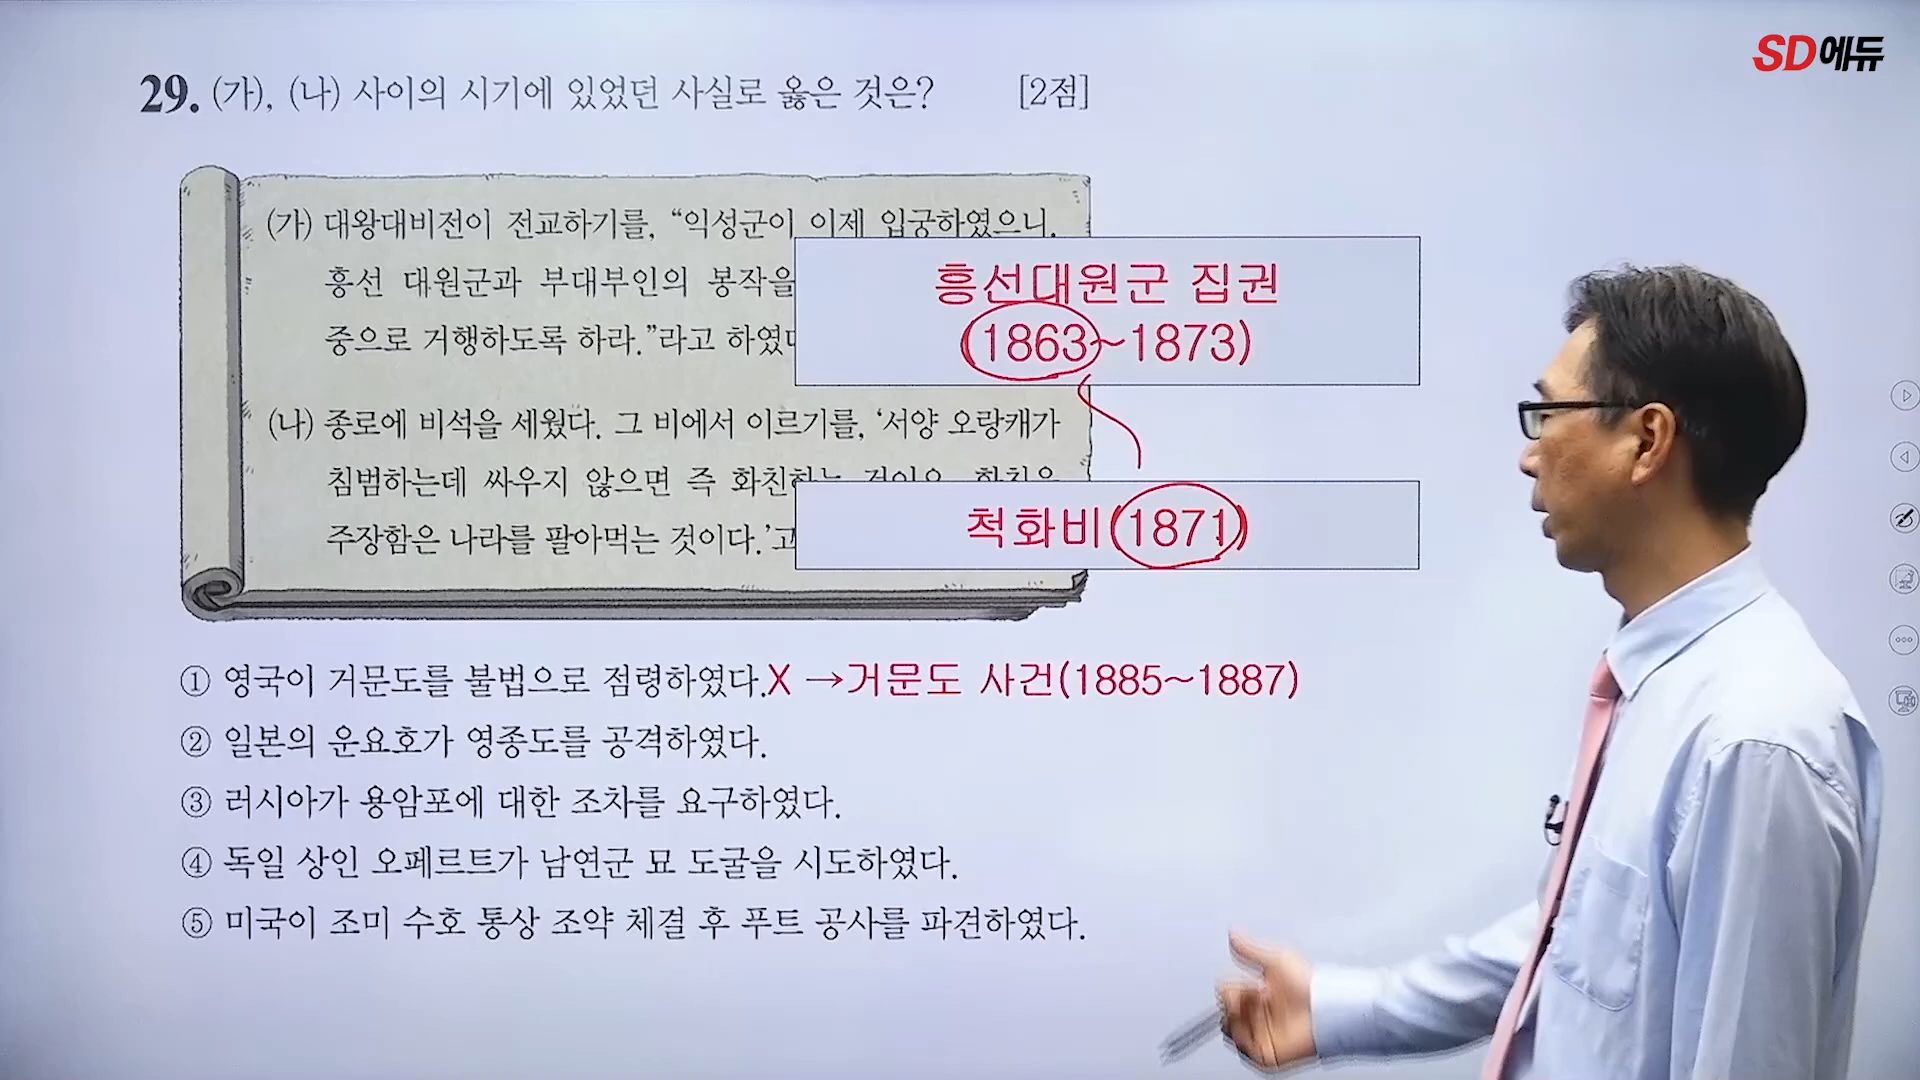 SD에듀
29. (가), (나) 사이의 시기에 있었던 사실로 옳은 것은? [2점]
(가) 대왕대비전이 전교하기를, “익성군이 이제 입궁하였으니,
흥선 대원군과 부대부인의 봉작을
중으로 거행하도록 하라.”라고 하였
흥선대원군 집권
(1863~1873)
(나) 종로에 비석을 세웠다. 그 비에서 이르기를, ‘서양 오랑캐가
침범하는데 싸우지 않으면 즉 화친하는 것이요, 화친을
주장함은 나라를 팔아먹는 것이다.’고
척화비(1871)
① 영국이 거문도를 불법으로 점령하였다.X →거문도 사건(1885~1887)
② 일본의 운요호가 영종도를 공격하였다.
③ 러시아가 용암포에 대한 조차를 요구하였다.
④ 독일 상인 오페르트가 남연군 묘 도굴을 시도하였다.
⑤ 미국이 조미 수호 통상 조약 체결 후 푸트 공사를 파견하였다.